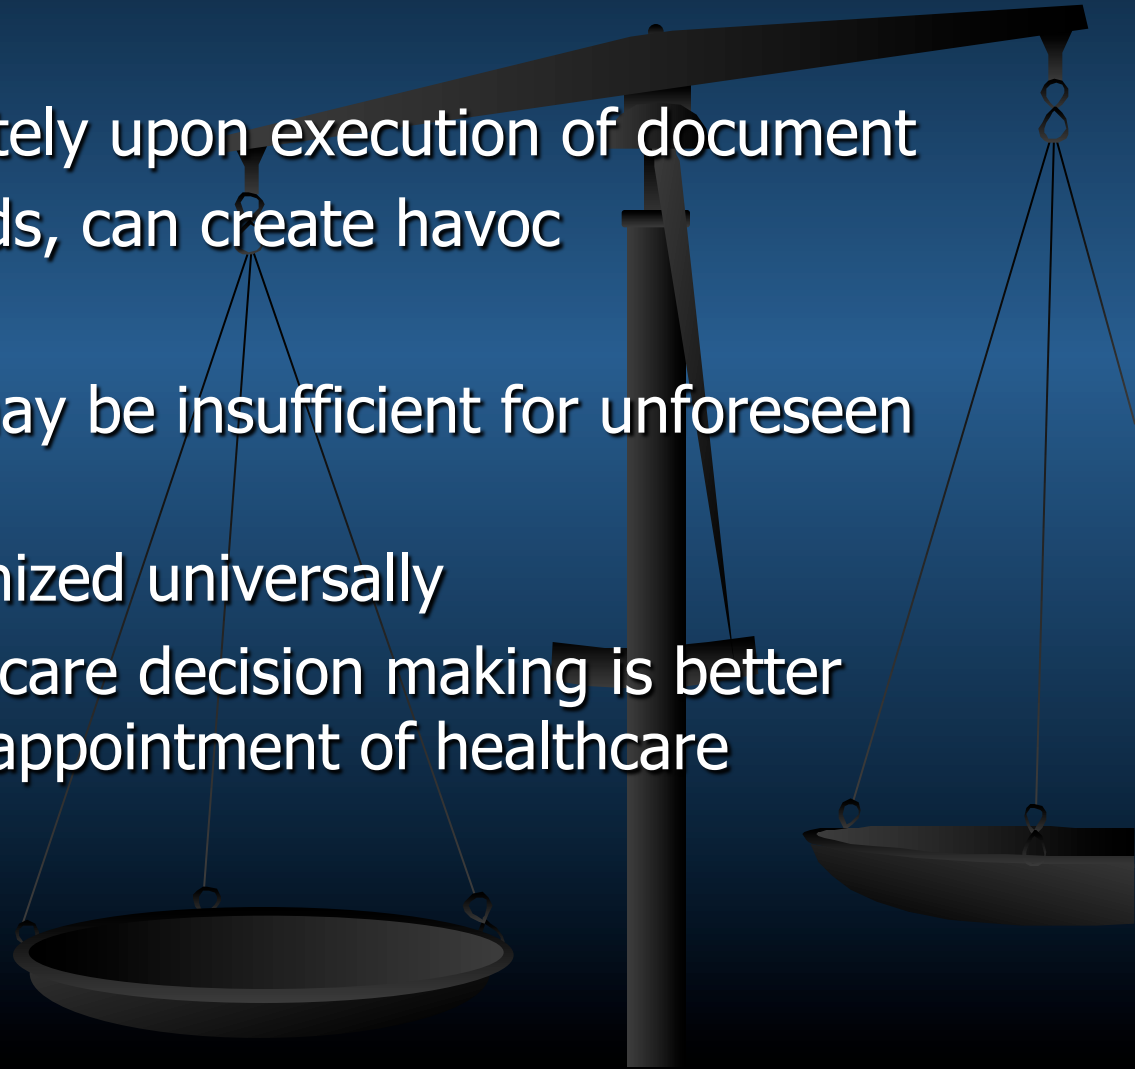 tely upon execution of document
ds, can create havoc
ay be insufficient for unforeseen
nized universally
care decision making is better
appointment of healthcare